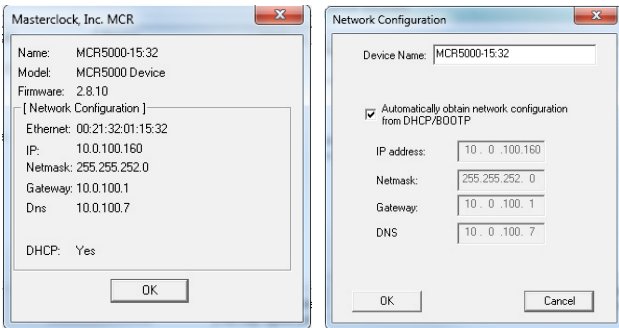 Masterclock, Inc. MCR
Name: MCR5000-15:32
Model: MCR5000 Device
Firmware: 2.8.10
[ Network Configuration ]
Ethernet: 00:21:32:01:15:32
IP: 10.0.100.160
Netmask: 255.255.252.0
Gateway: 10.0.100.1
Dns 10.0.100.7
DHCP: Yes
OK
Network Configuration
Device Name: MCR5000-15:32
Automatically obtain network configuration
from DHCP/BOOTP
IP address: 10 . 0 .100.160
Netmask: 255.255.252. 0
Gateway: 10 . 0 .100. 1
DNS 10 . 0 .100. 7
OK Cancel